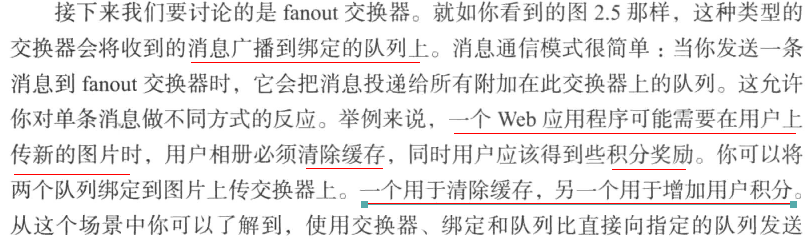 接下来我们要讨论的是 fanout 交换器。就如你看到的图 2.5 那样，这种类型的
交换器会将收到的消息广播到绑定的队列上。消息通信模式很简单：当你发送一条
消息到 fanout 交换器时，它会把消息投递给所有附加在此交换器上的队列。这允许
你对单条消息做不同方式的反应。举例来说，一个 Web 应用程序可能需要在用户上
传新的图片时，用户相册必须清除缓存，同时用户应该得到些积分奖励。你可以将
两个队列绑定到图片上传交换器上。一个用于清除缓存，另一个用于增加用户积分。
从这个场景中你可以了解到，使用交换器、绑定和队列比直接向指定的队列发送